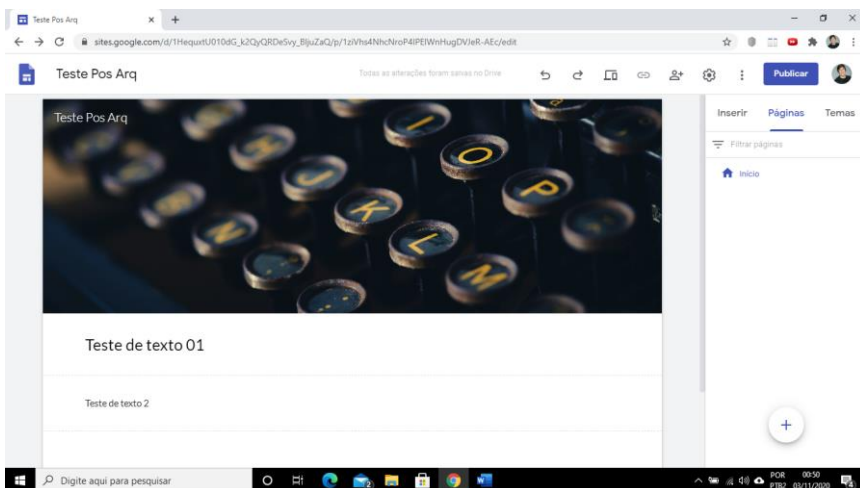 Teste Pos Arq
sites.google.com/d/1HequxtU010dG_k2QyQRDeSvy_BljuZaQ/p/1ziVhs4NhcNroP4lPElWnHugDVJeR-AEc/edit
Teste Pos Arq
Todas as alterações foram salvas no Drive
Publicar
Teste Pos Arq
I O
H J K L P
N M
Inserir Páginas Temas
Filtrar páginas
Início
Teste de texto 01
Teste de texto 2
Digite aqui para pesquisar
POR 00:50
PTB2 03/11/2020